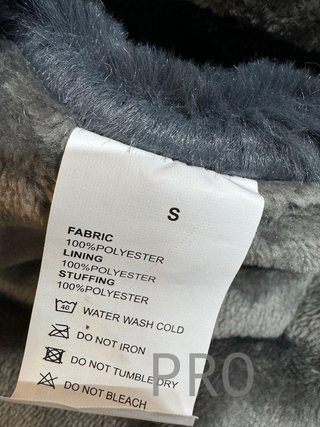 S
FABRIC
100%POLYESTER
LINING
100%POLYESTER
STUFFING
100%POLYESTER
40 WATER WASH COLD
DO NOT IRON
DO NOT TUMBLE DRY
DO NOT BLEACH
PRO